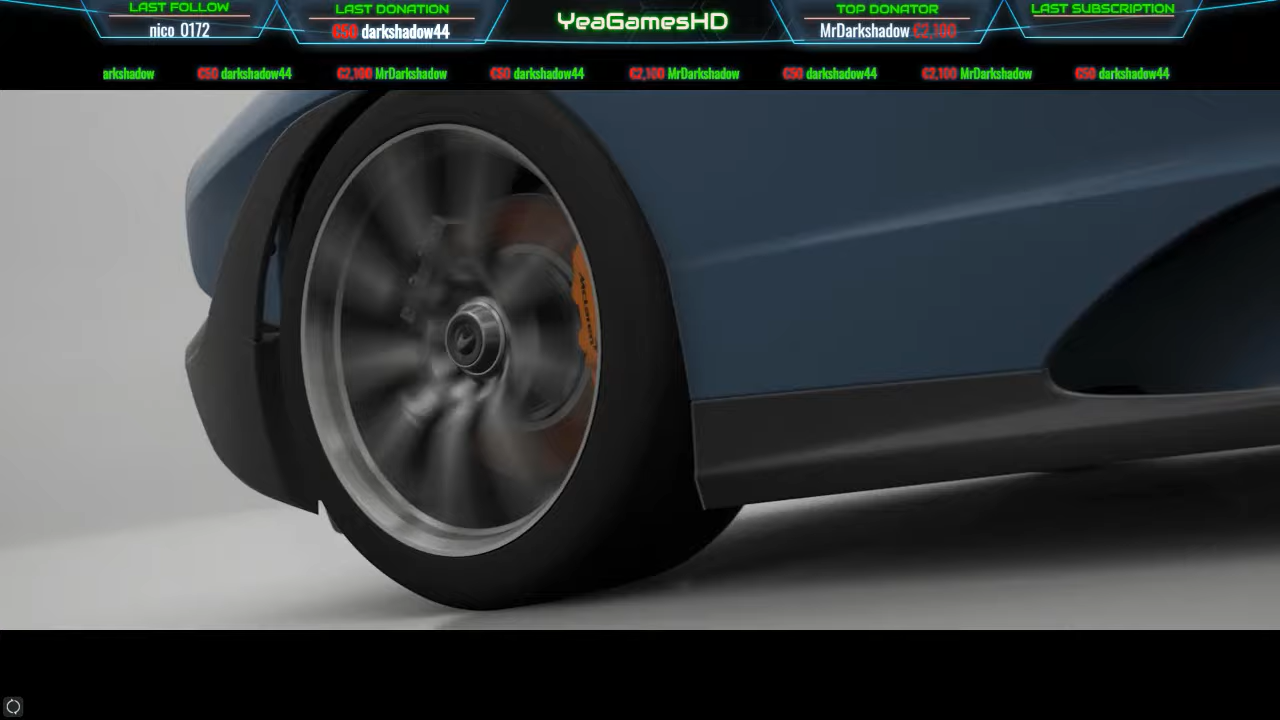 LAST FOLLOW
nico_0172
LAST DONATION
€50 darkshadow44
YeaGamesHD
TOP DONATOR
MrDarkshadow €2,100
LAST SUBSCRIPTION
arkshadow €50 darkshadow44 €2,100 MrDarkshadow €50 darkshadow44 €2,100 MrDarkshadow €50 darkshadow44 €2,100 MrDarkshadow €50 darkshadow44
McLaren